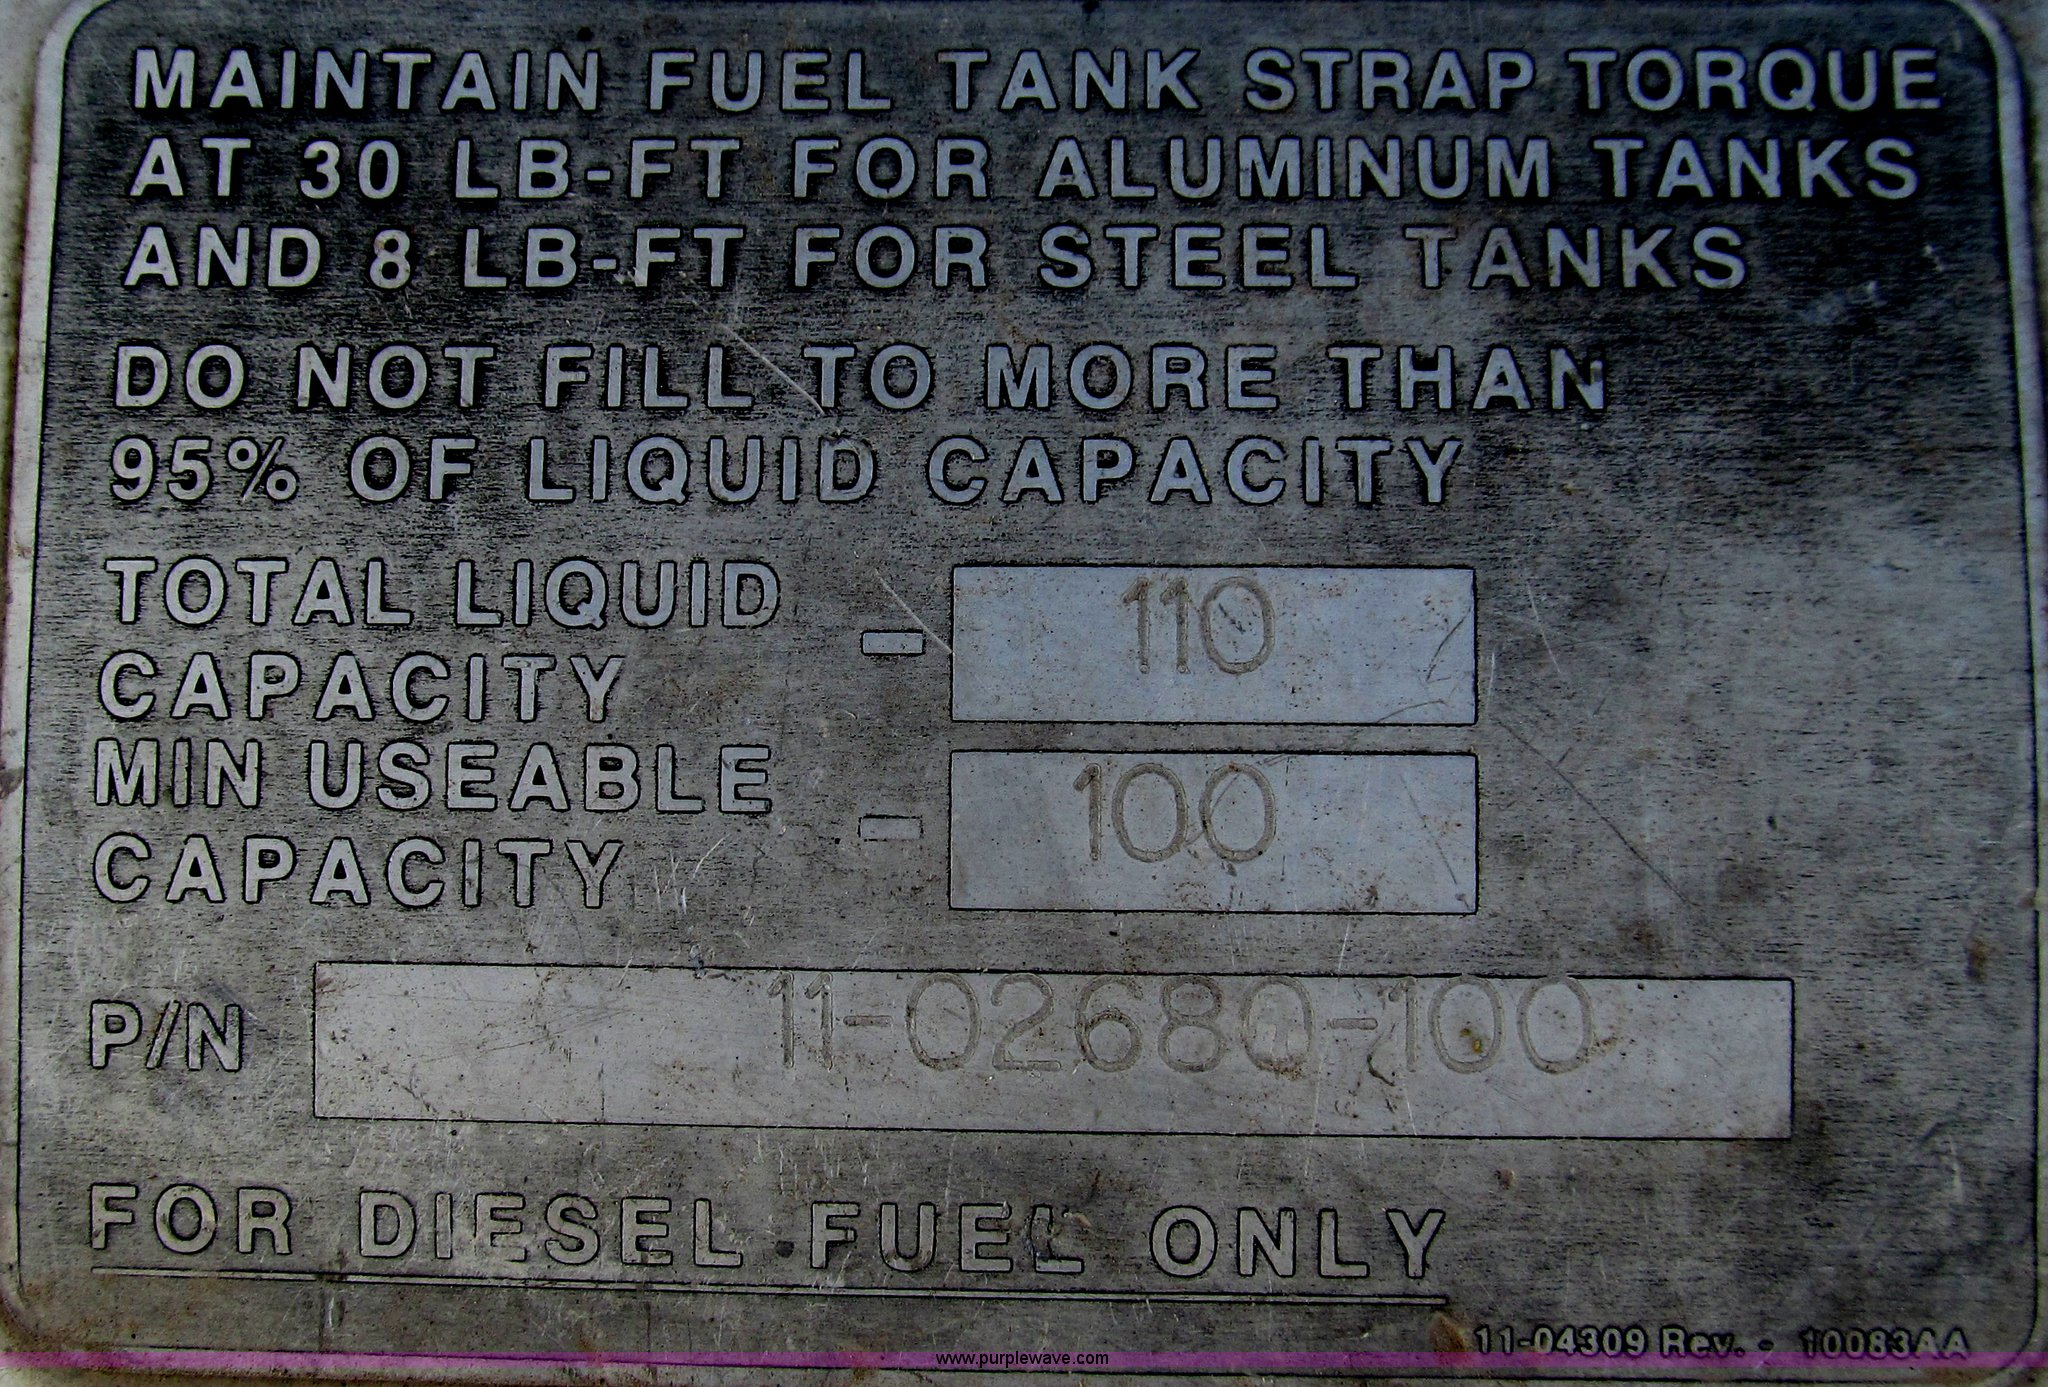 MAINTAIN FUEL TANK STRAP TORQUE
AT 30 LB-FT FOR ALUMINUM TANKS
AND 8 LB-FT FOR STEEL TANKS
DO NOT FILL TO MORE THAN
95% OF LIQUID CAPACITY
TOTAL LIQUID
CAPACITY - 110
MIN USEABLE
CAPACITY - 100
P/N 11-02680-100
FOR DIESEL FUEL ONLY
11-04309 Rev. - 10083AA
www.purplewave.com